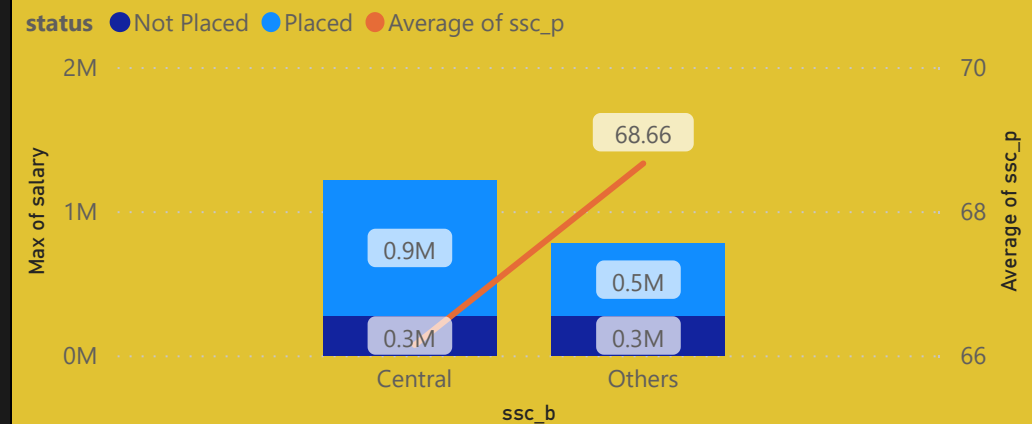 status Not Placed Placed Average of ssc_p
2M
70
68.66
Max of salary
Average of ssc_p
1M
68
0.9M
0.5M
0.3M
0.3M
0M
66
Central
Others
ssc_b